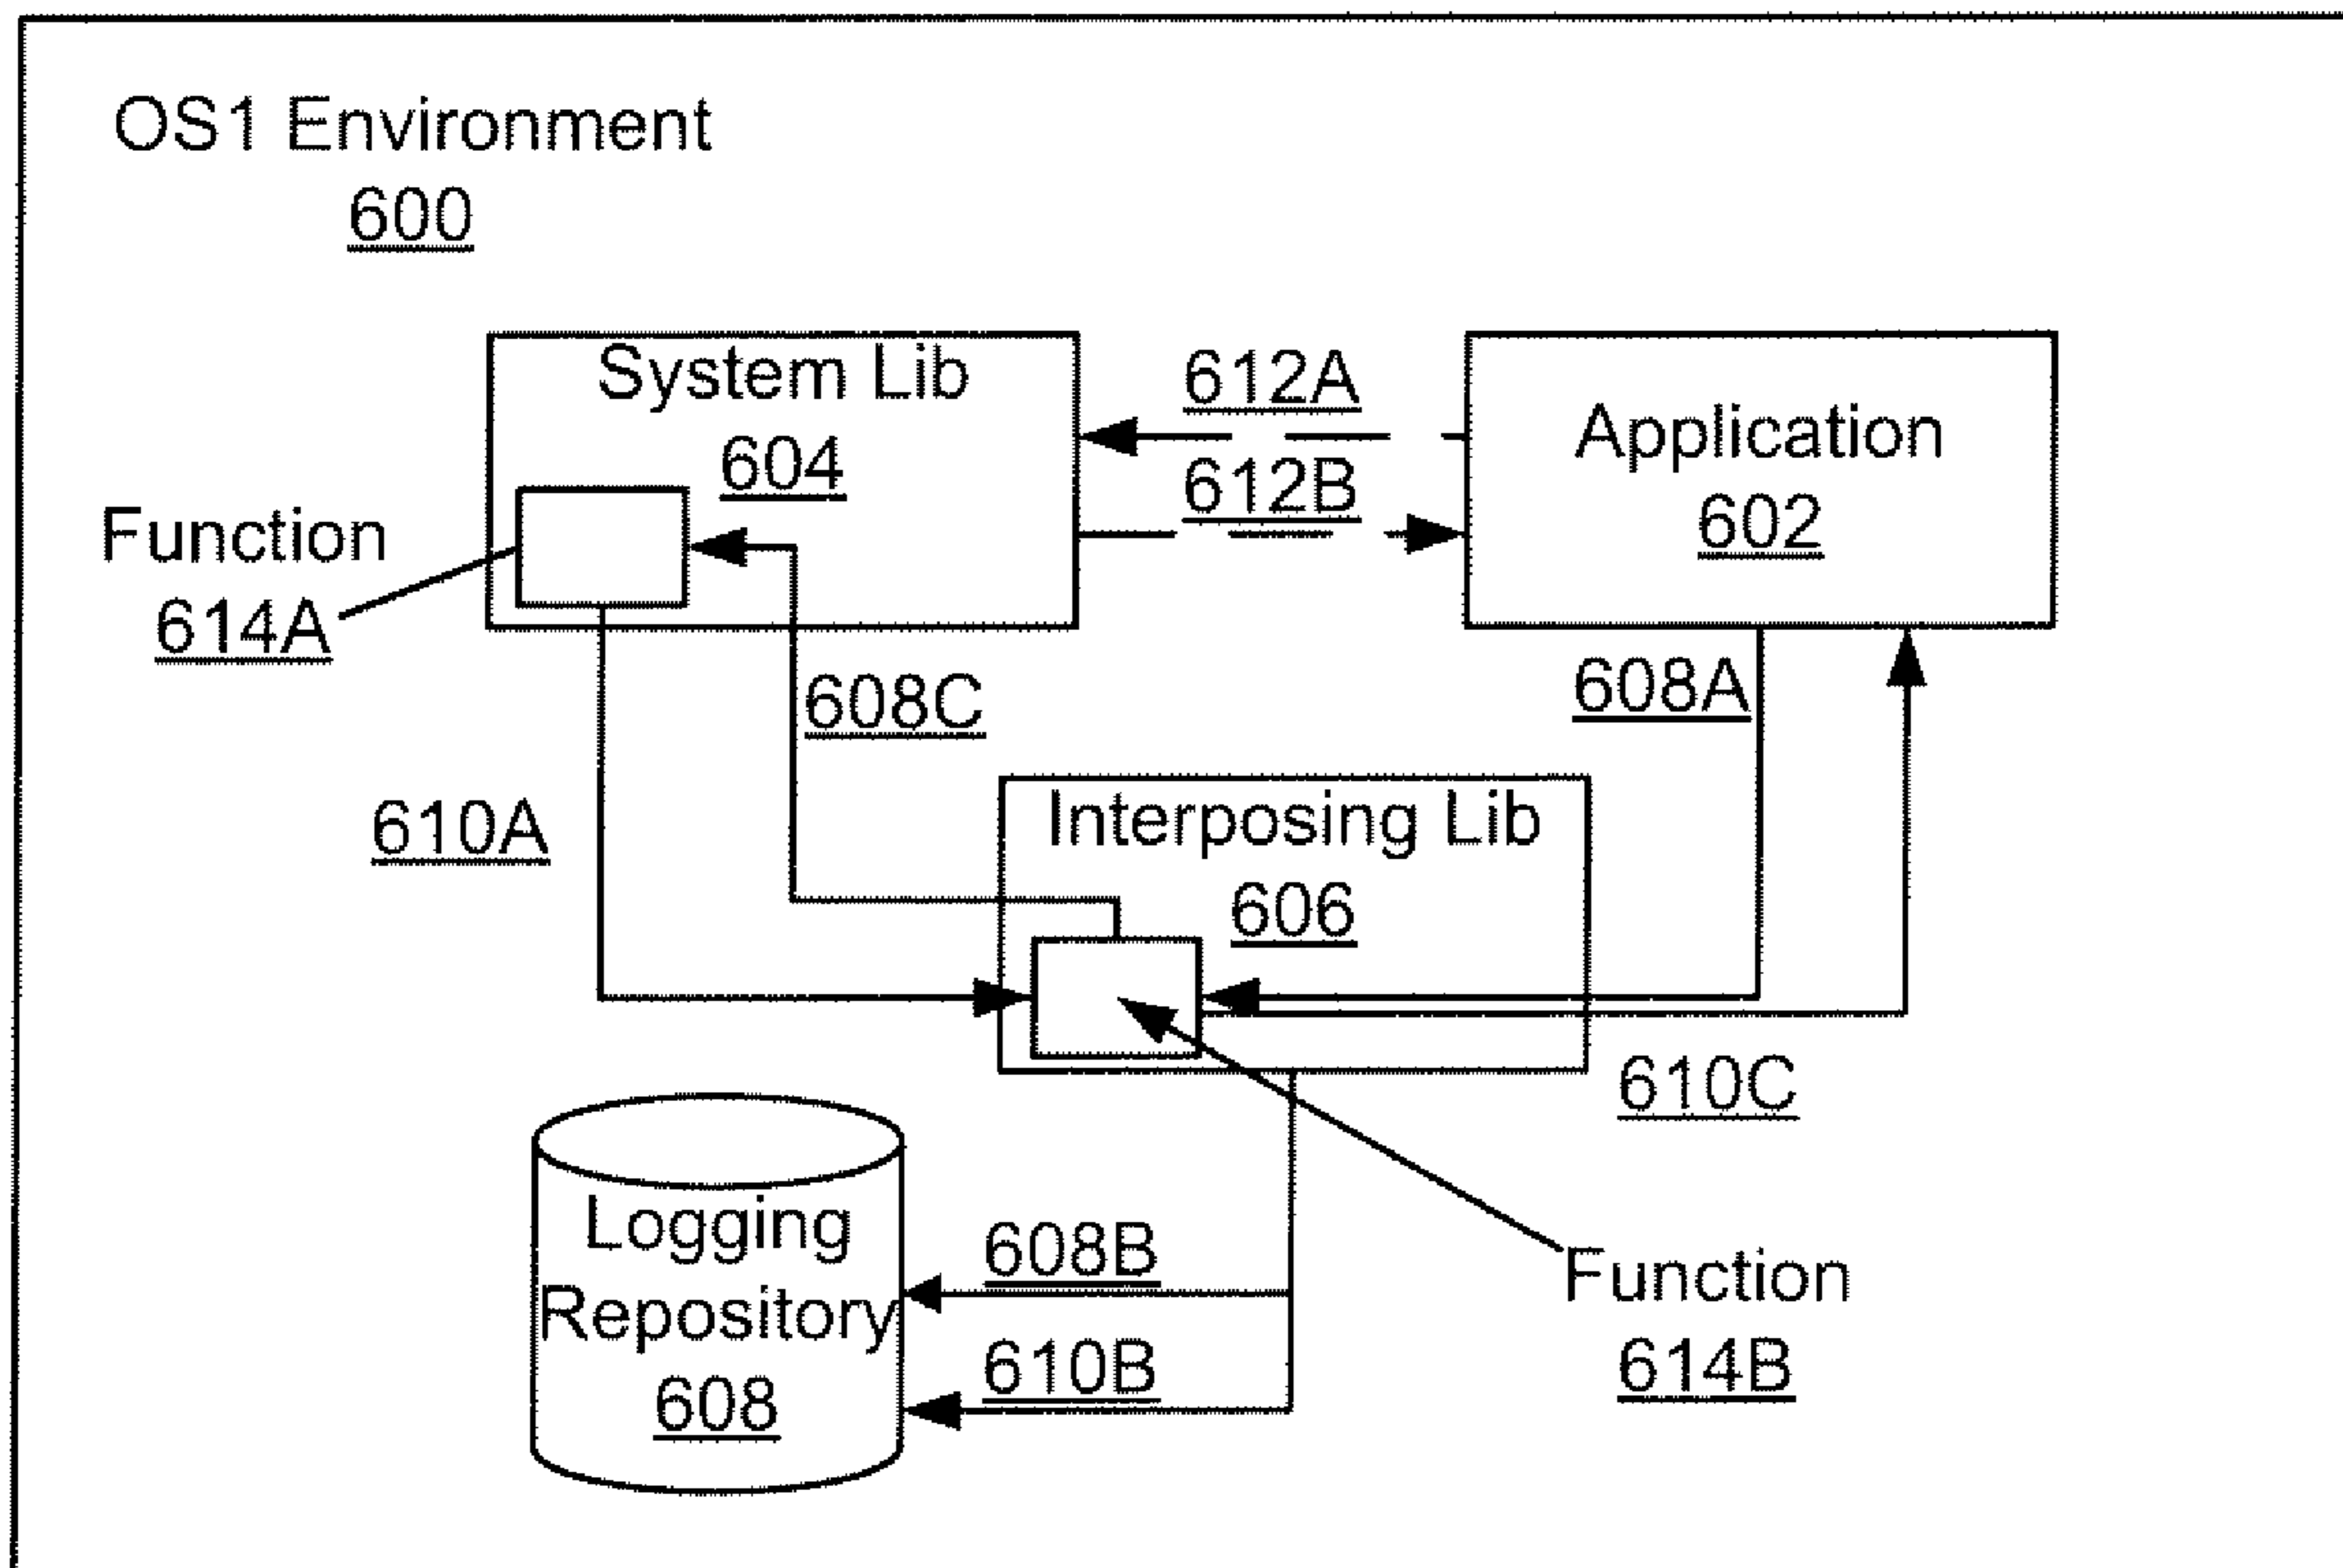 OS1 Environment
600
System Lib
604
612A
612B
Application
602
Function
614A
608C
608A
610A
Interposing Lib
606
610C
Logging
Repository
608
608B
610B
Function
614B